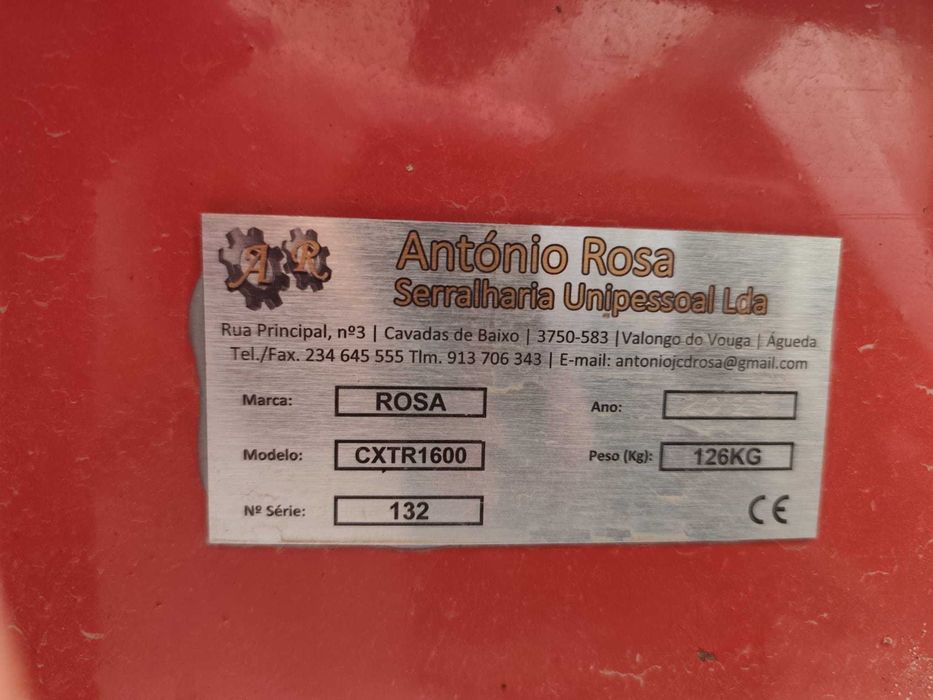 AR
António Rosa
Serralharia Unipessoal Lda
Rua Principal, nº3 | Cavadas de Baixo | 3750-583 |Valongo do Vouga | Águeda
Tel./Fax. 234 645 555 Tlm. 913 706 343 | E-mail: antoniojcdrosa@gmail.com
Marca: ROSA Ano:
Modelo: CXTR1600 Peso (Kg): 126KG
Nº Série: 132 CE